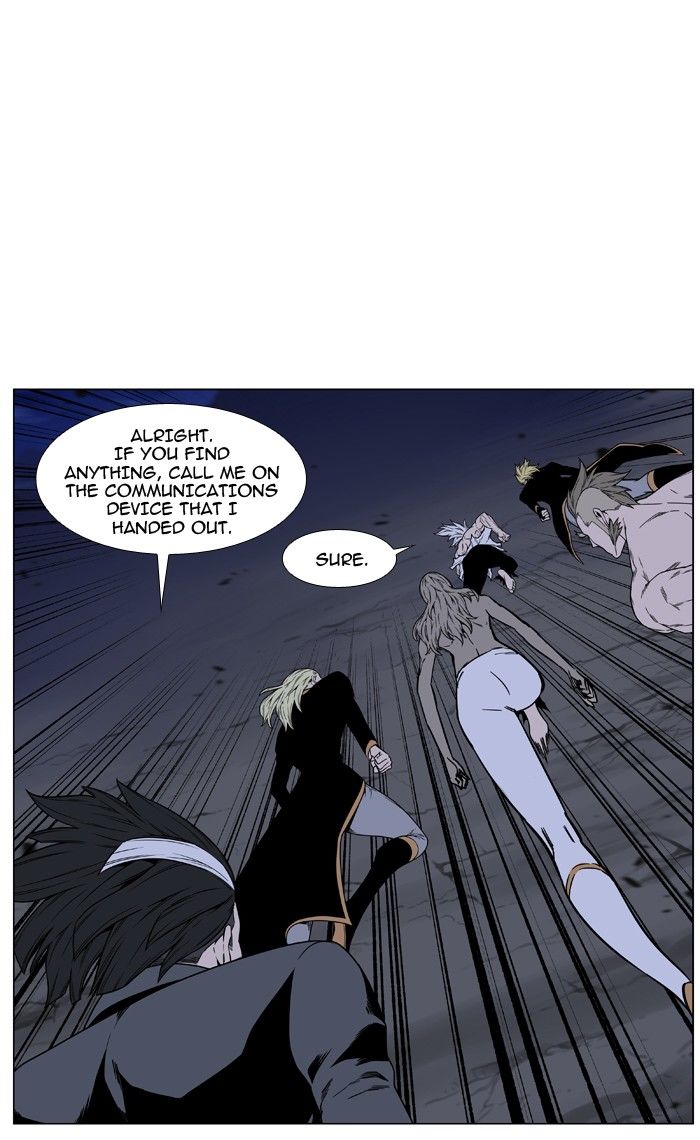 ALRIGHT.
IF YOU FIND
ANYTHING, CALL ME ON
THE COMMUNICATIONS
DEVICE THAT I
HANDED OUT.
SURE.